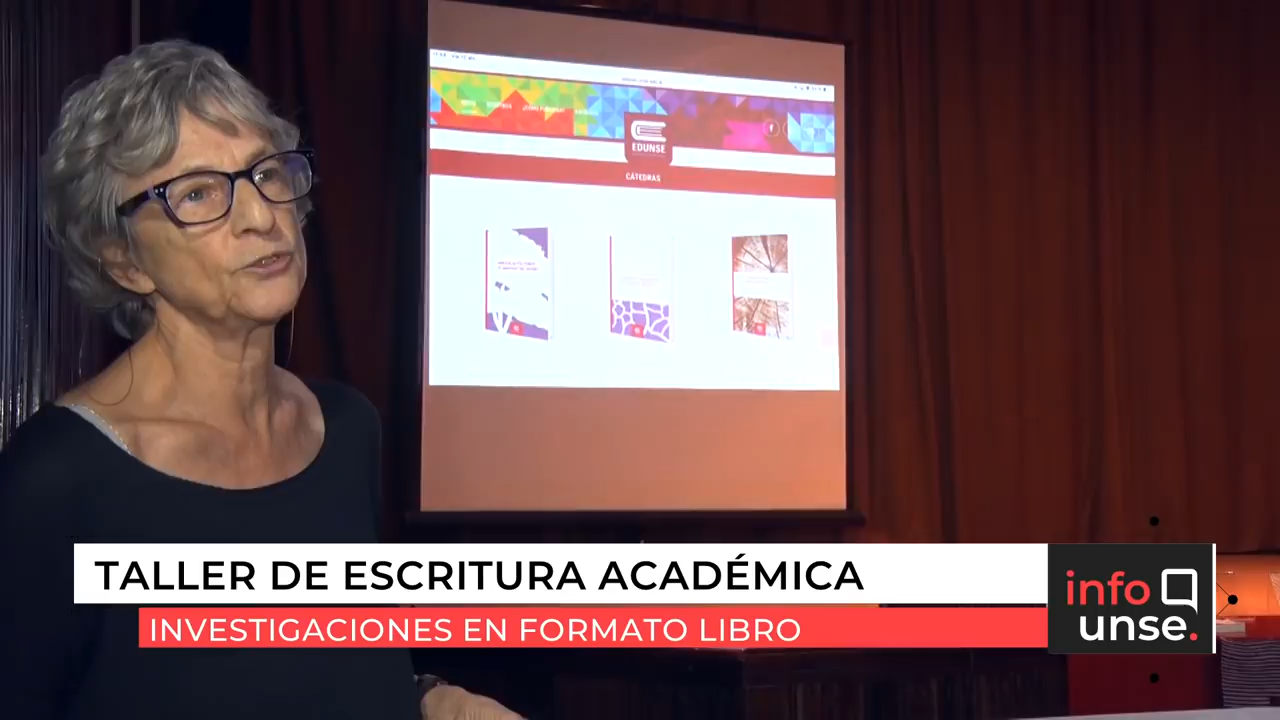 EDUNSE
CÁTEDRAS
TALLER DE ESCRITURA ACADÉMICA
INVESTIGACIONES EN FORMATO LIBRO
info
unse.